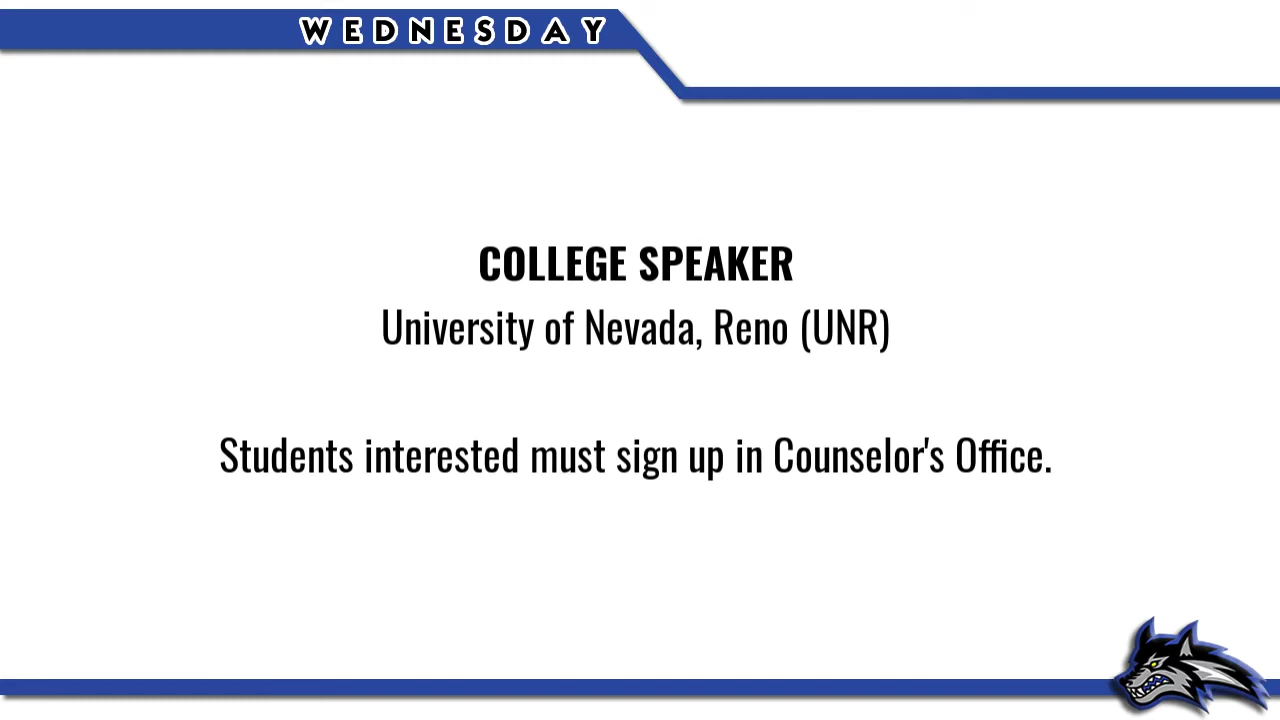 WEDNESDAY
COLLEGE SPEAKER
University of Nevada, Reno (UNR)
Students interested must sign up in Counselor's Office.